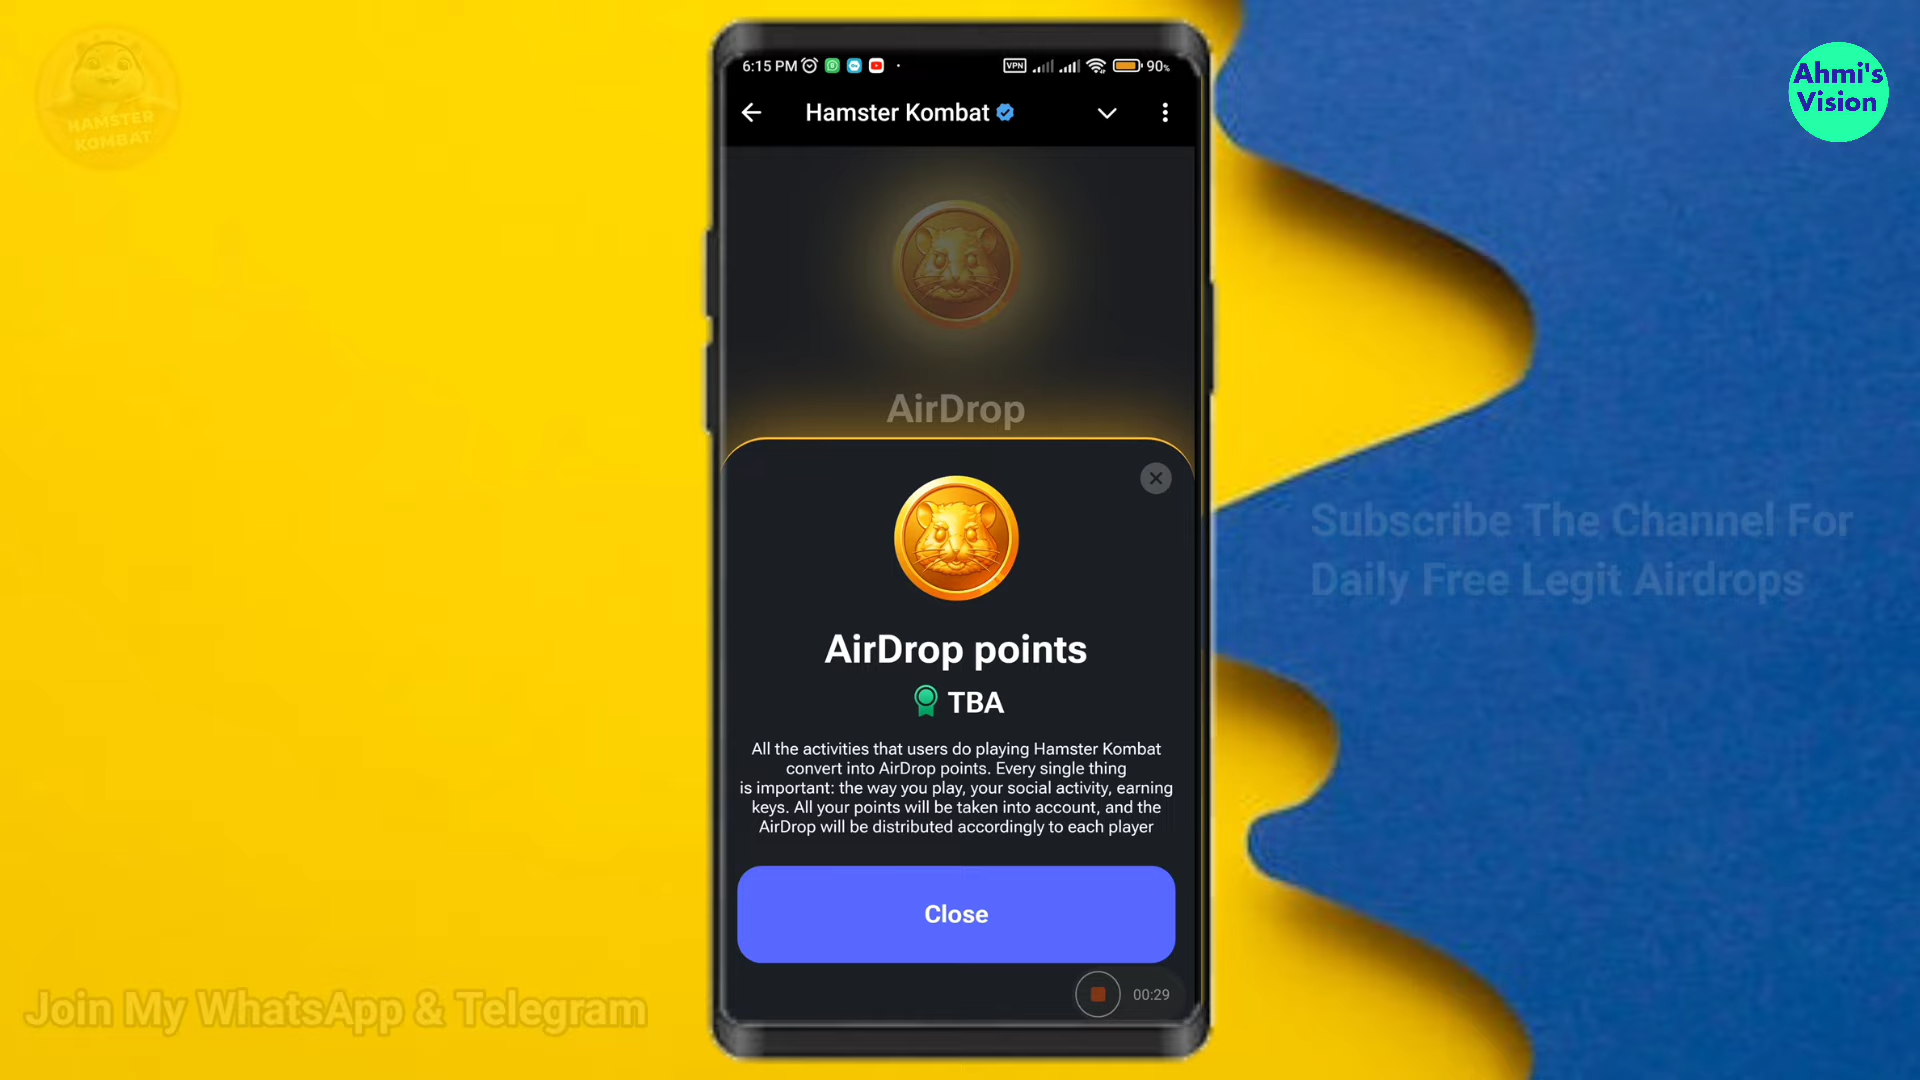 HAMSTER
KOMBAT
Ahmi's
Vision
6:15 PM
VPN
90%
Hamster Kombat
AirDrop
AirDrop points
TBA
All the activities that users do playing Hamster Kombat
convert into AirDrop points. Every single thing
is important: the way you play, your social activity, earning
keys. All your points will be taken into account, and the
AirDrop will be distributed accordingly to each player
Close
00:29
Subscribe The Channel For
Daily Free Legit Airdrops
Join My WhatsApp & Telegram